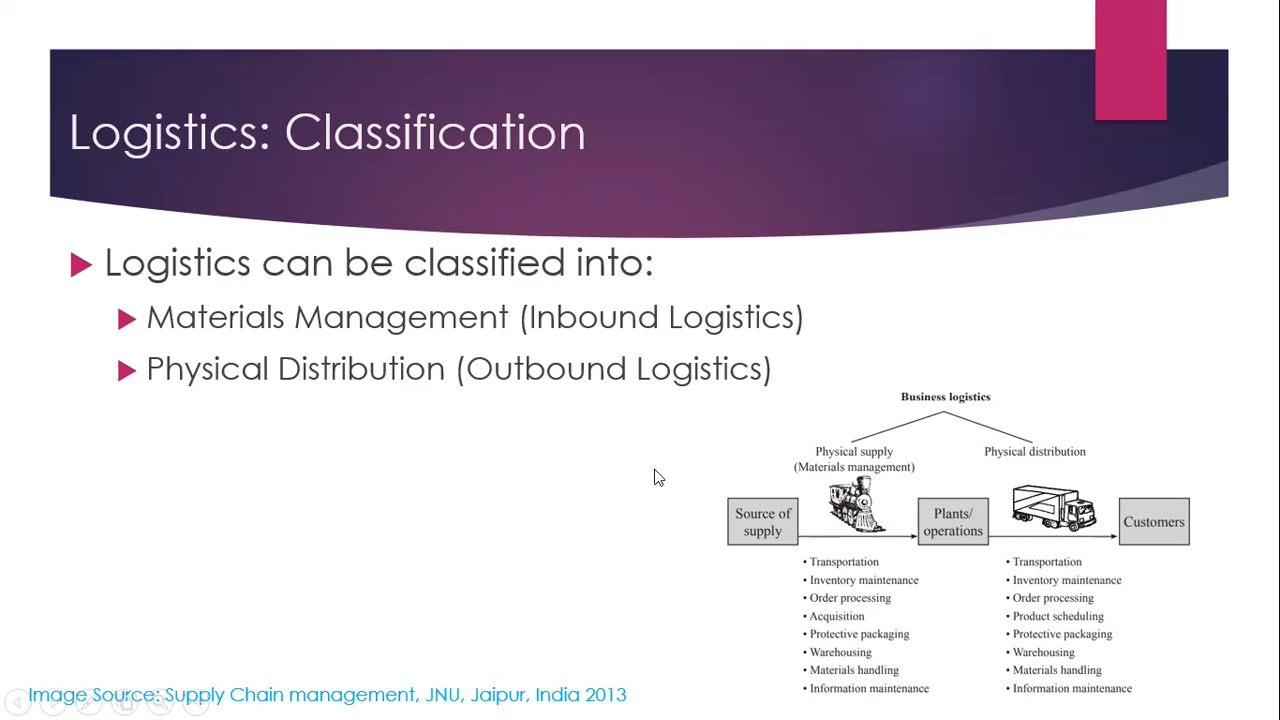 Logistics: Classification
Logistics can be classified into:
Materials Management (Inbound Logistics)
Physical Distribution (Outbound Logistics)
Business logistics
Physical supply
(Materials management)
Physical distribution
Source of
supply
Plants/
operations
Customers
• Transportation
• Inventory maintenance
• Order processing
• Acquisition
• Protective packaging
• Warehousing
• Materials handling
• Information maintenance
• Transportation
• Inventory maintenance
• Order processing
• Product scheduling
• Protective packaging
• Warehousing
• Materials handling
• Information maintenance
Image Source: Supply Chain management, JNU, Jaipur, India 2013